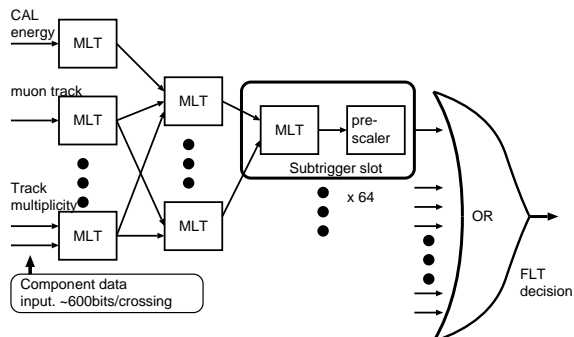 CAL
energy
MLT
muon track
MLT
MLT
MLT
pre-
scaler
Subtrigger slot
x 64
Track
multiplicity
MLT
MLT
OR
FLT
decision
Component data
input. ~600bits/crossing